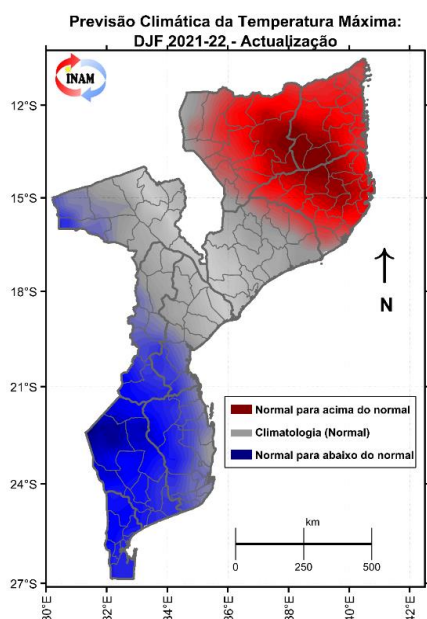 Previsão Climática da Temperatura Máxima:
DJF 2021-22 - Actualização
INAM
12°S
15°S
18°S
21°S
24°S
27°S
N
Normal para acima do normal
Climatologia (Normal)
Normal para abaixo do normal
km
0 250 500
30°E 32°E 34°E 36°E 38°E 40°E 42°E